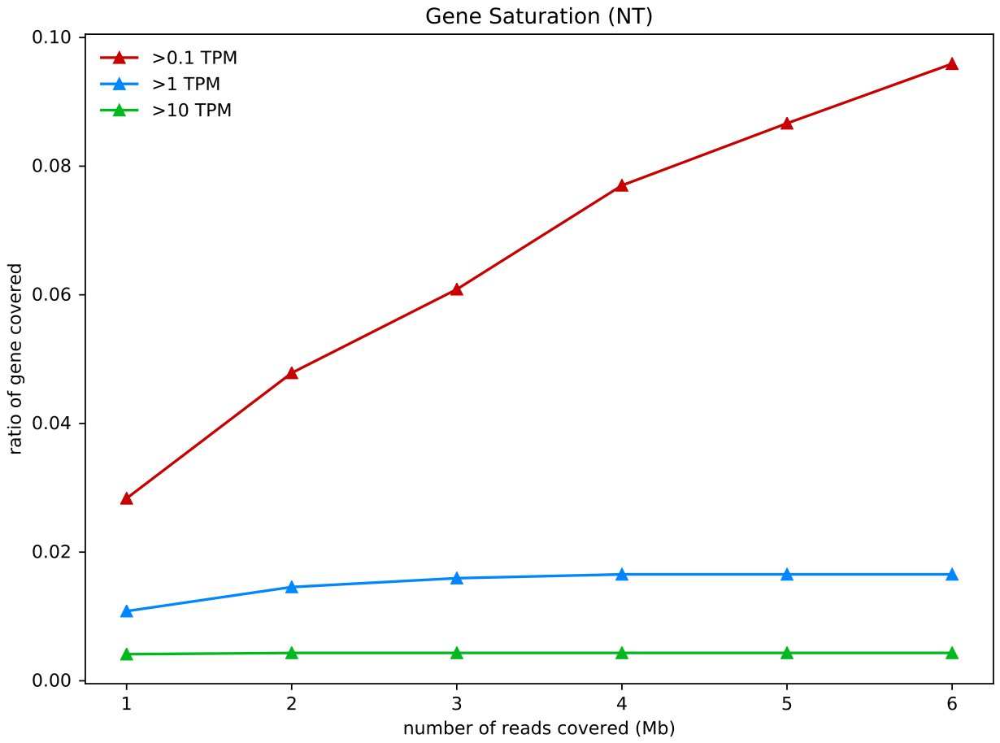 Gene Saturation (NT)
0.10
0.08
0.06
0.04
0.02
0.00
ratio of gene covered
>0.1 TPM
>1 TPM
>10 TPM
1 2 3 4 5 6
number of reads covered (Mb)